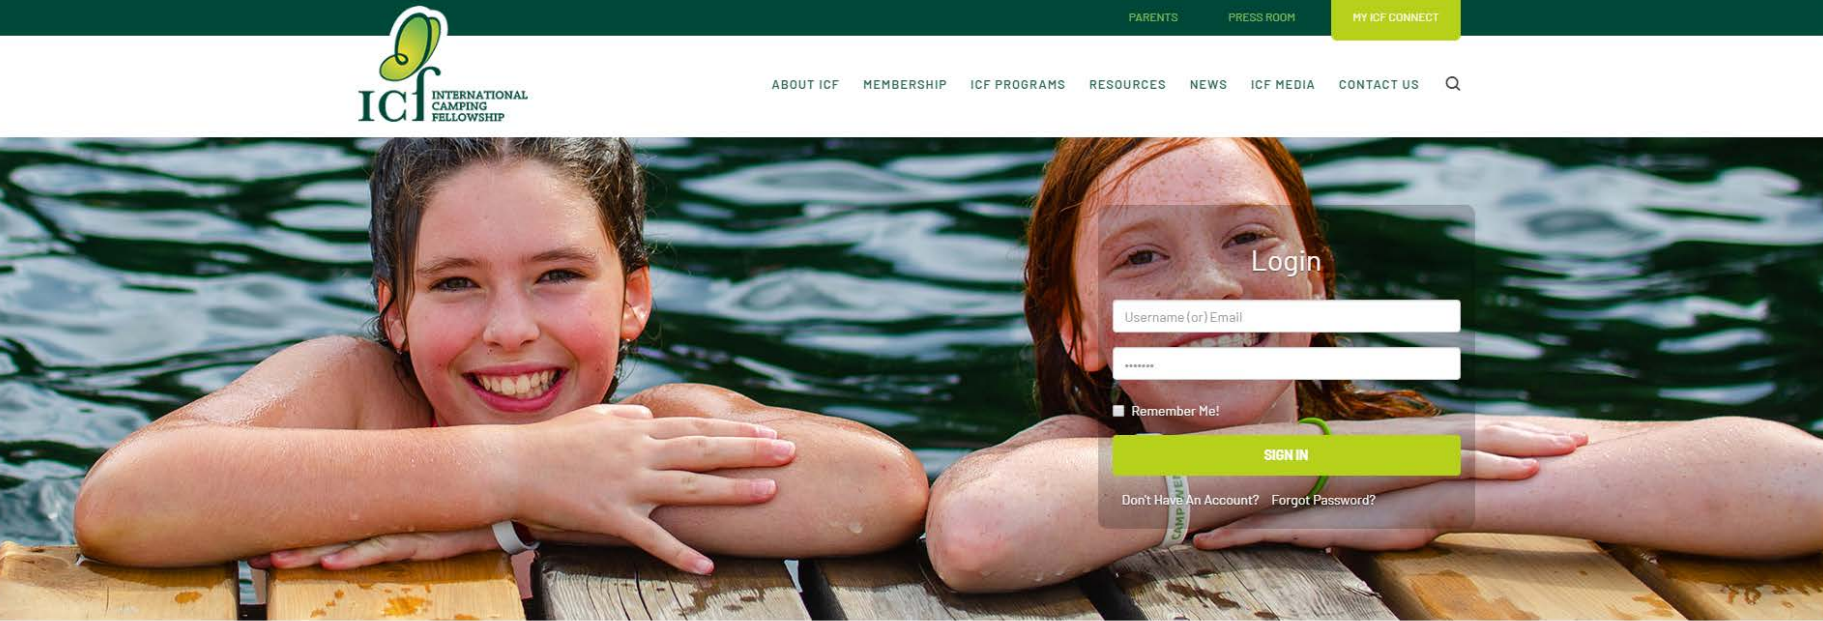 PARENTS PRESS ROOM MY ICF CONNECT
ICf INTERNATIONAL
CAMPING
FELLOWSHIP
ABOUT ICF MEMBERSHIP ICF PROGRAMS RESOURCES NEWS ICF MEDIA CONTACT US
Login
Username (or) Email
Remember Me!
SIGN IN
Don't Have An Account? Forgot Password?
CAMP